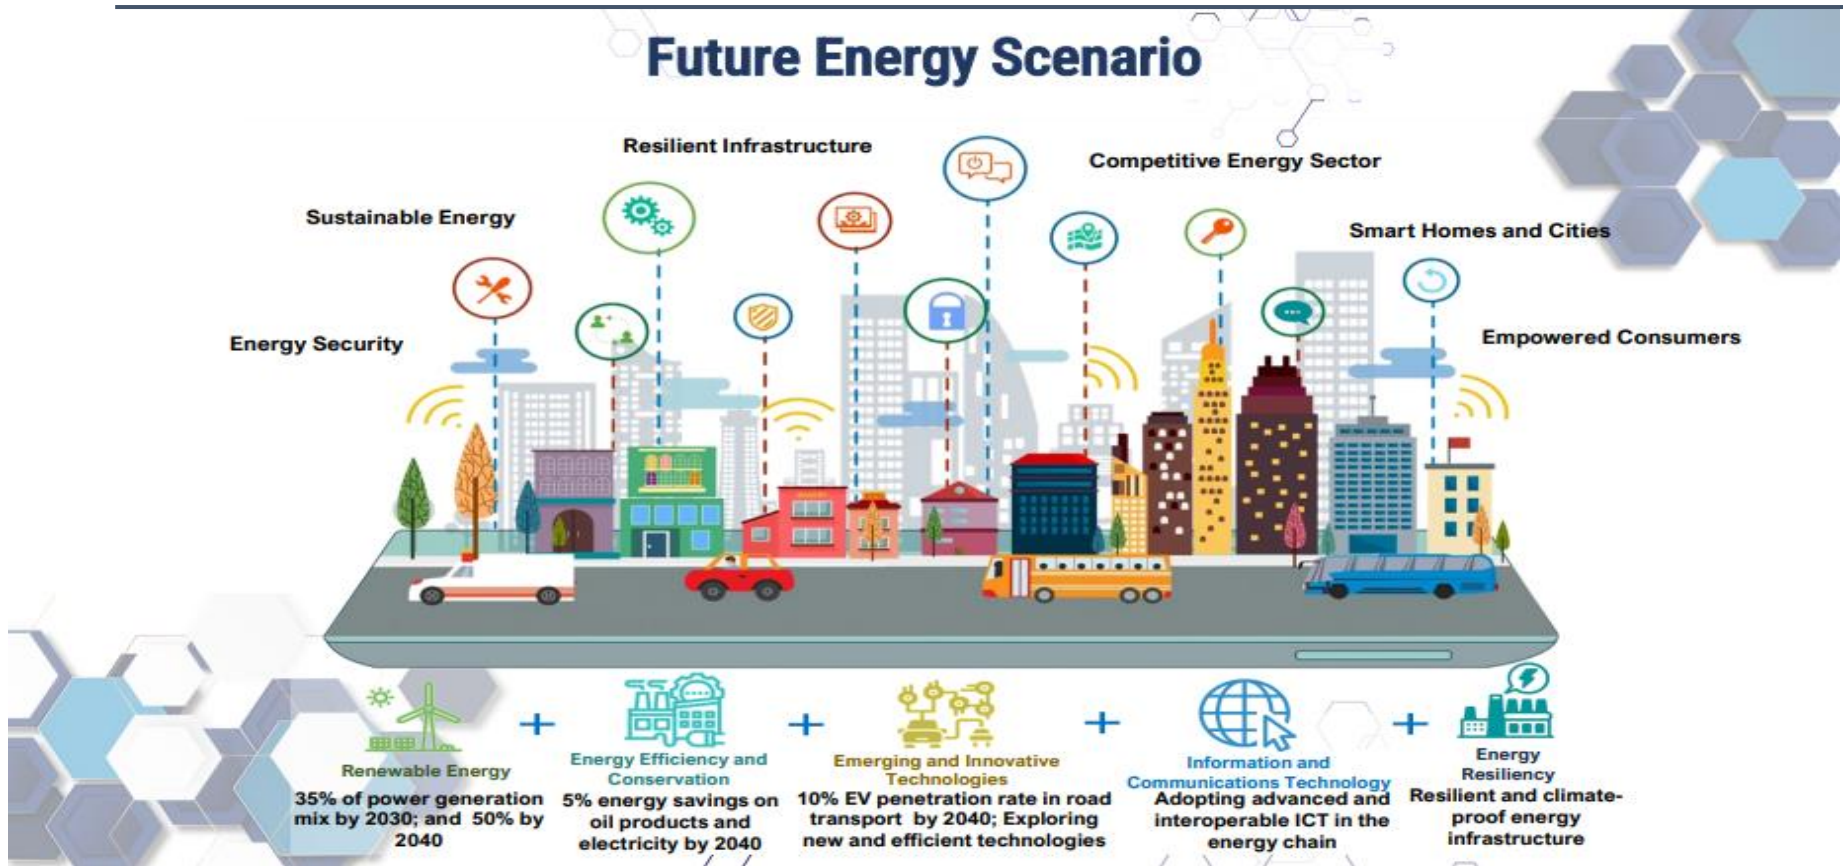 Future Energy Scenario
Resilient Infrastructure
Competitive Energy Sector
Sustainable Energy
Smart Homes and Cities
Energy Security
Empowered Consumers
Renewable Energy
35% of power generation
mix by 2030; and 50% by
2040
Energy Efficiency and
Conservation
5% energy savings on
oil products and
electricity by 2040
Emerging and Innovative
Technologies
10% EV penetration rate in road
transport by 2040; Exploring
new and efficient technologies
Information and
Communications Technology
Adopting advanced and
interoperable ICT in the
energy chain
Energy
Resiliency
Resilient and climate-
proof energy
infrastructure